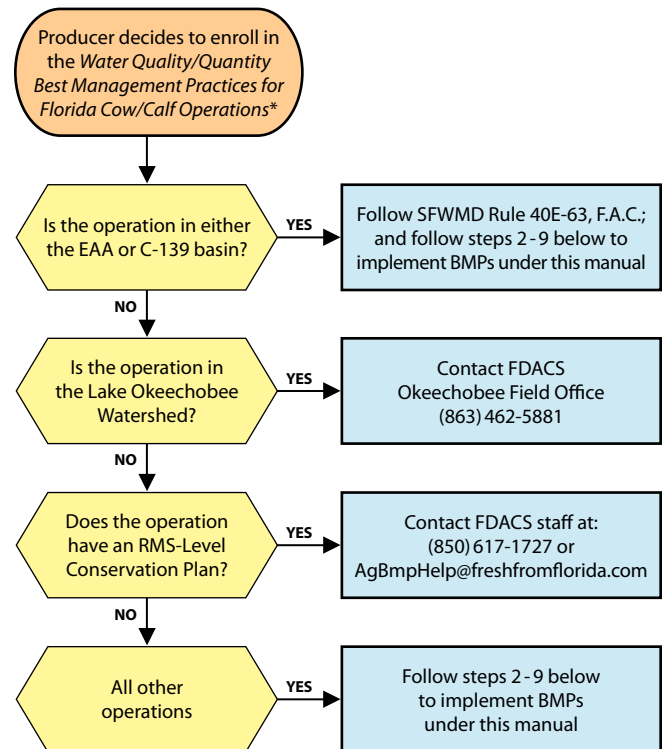 Producer decides to enroll in
the Water Quality/Quantity
Best Management Practices for
Florida Cow/Calf Operations*
Is the operation in either
the EAA or C-139 basin?
YES
Follow SFWMD Rule 40E-63, F.A.C.;
and follow steps 2-9 below to
implement BMPs under this manual
NO
Is the operation in
the Lake Okeechobee
Watershed?
YES
Contact FDACS
Okeechobee Field Office
(863) 462-5881
NO
Does the operation
have an RMS-Level
Conservation Plan?
YES
Contact FDACS staff at:
(850) 617-1727 or
AgBmpHelp@freshfromflorida.com
NO
All other
operations
YES
Follow steps 2-9 below
to implement BMPs
under this manual